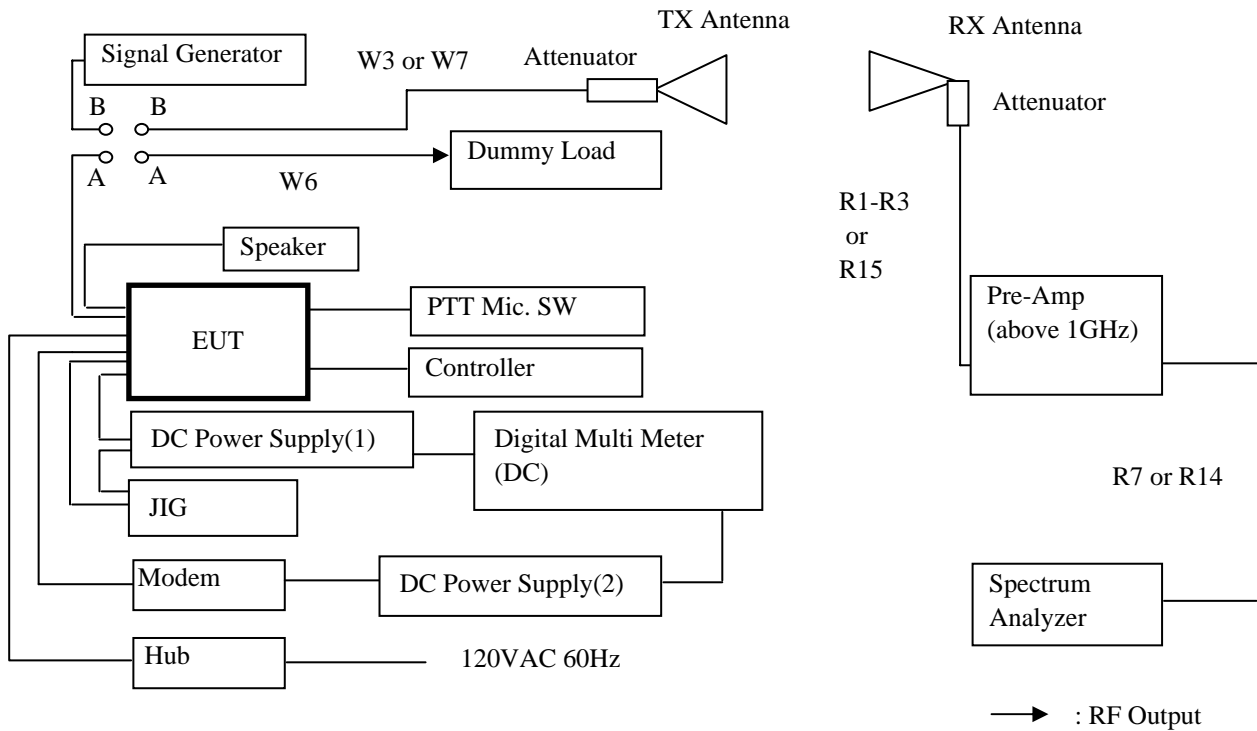 TX Antenna
RX Antenna
Signal Generator
W3 or W7
Attenuator
Attenuator
B
B
A
A
W6
Dummy Load
R1-R3
or
R15
Speaker
EUT
PTT Mic. SW
Controller
Pre-Amp
(above 1GHz)
DC Power Supply(1)
Digital Multi Meter
(DC)
R7 or R14
JIG
Modem
DC Power Supply(2)
Spectrum
Analyzer
Hub
120VAC 60Hz
: RF Output